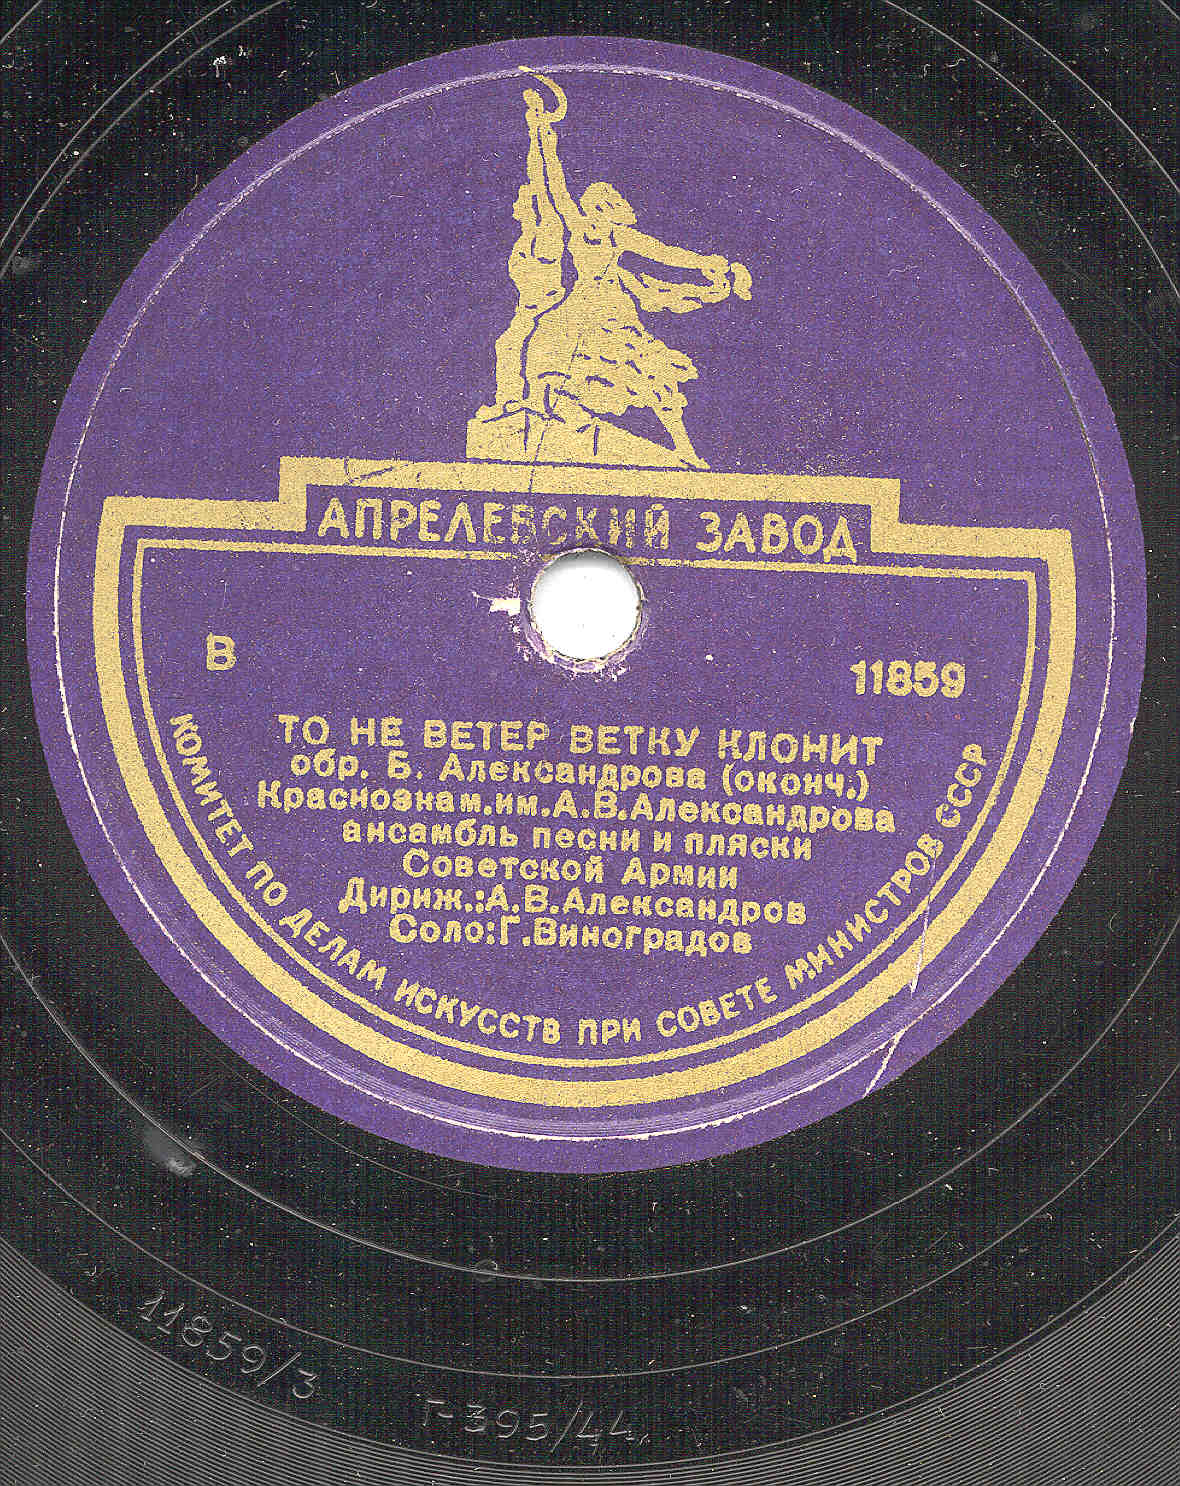 АПРЕЛЕВСКИЙ ЗАВОД
В
11859
ТО НЕ ВЕТЕР ВЕТКУ КЛОНИТ
обр. Б. Александрова (оконч.)
Краснознам.им.А.В.Александрова
ансамбль песни и пляски
Советской Армии
Дириж.:А.В.Александров
Соло:Г.Виноградов
КОМИТЕТ ПО ДЕЛАМ ИСКУССТВ ПРИ СОВЕТЕ МИНИСТРОВ СССР
11859/3
Г-395/44